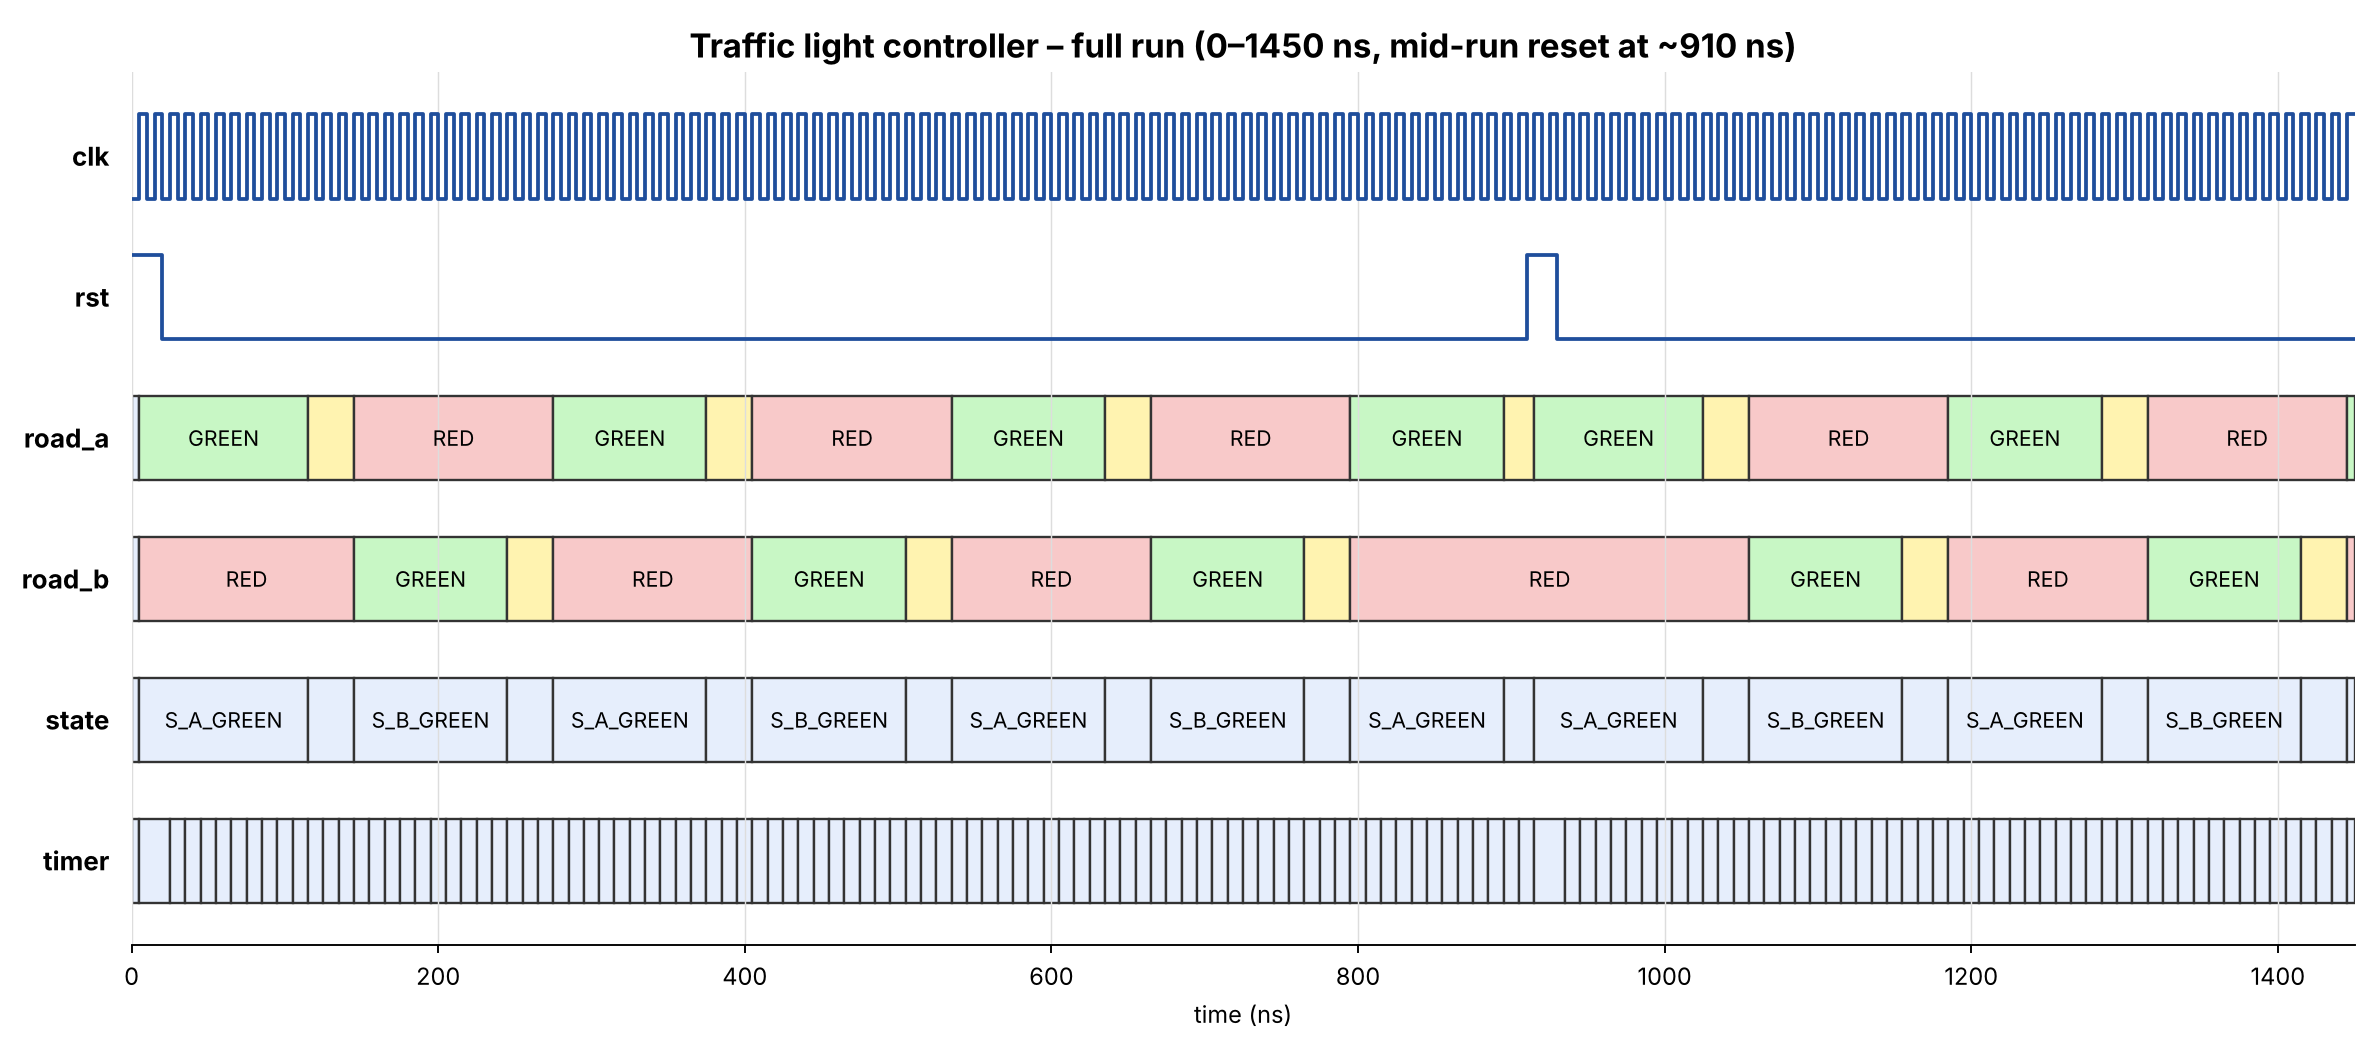 Traffic light controller – full run (0–1450 ns, mid-run reset at ~910 ns)
clk
rst
road_a GREEN RED GREEN RED GREEN RED GREEN GREEN RED GREEN RED
road_b RED GREEN RED GREEN RED GREEN RED GREEN RED GREEN
state S_A_GREEN S_B_GREEN S_A_GREEN S_B_GREEN S_A_GREEN S_B_GREEN S_A_GREEN S_A_GREEN S_B_GREEN S_A_GREEN S_B_GREEN
timer
0 200 400 600 800 1000 1200 1400
time (ns)